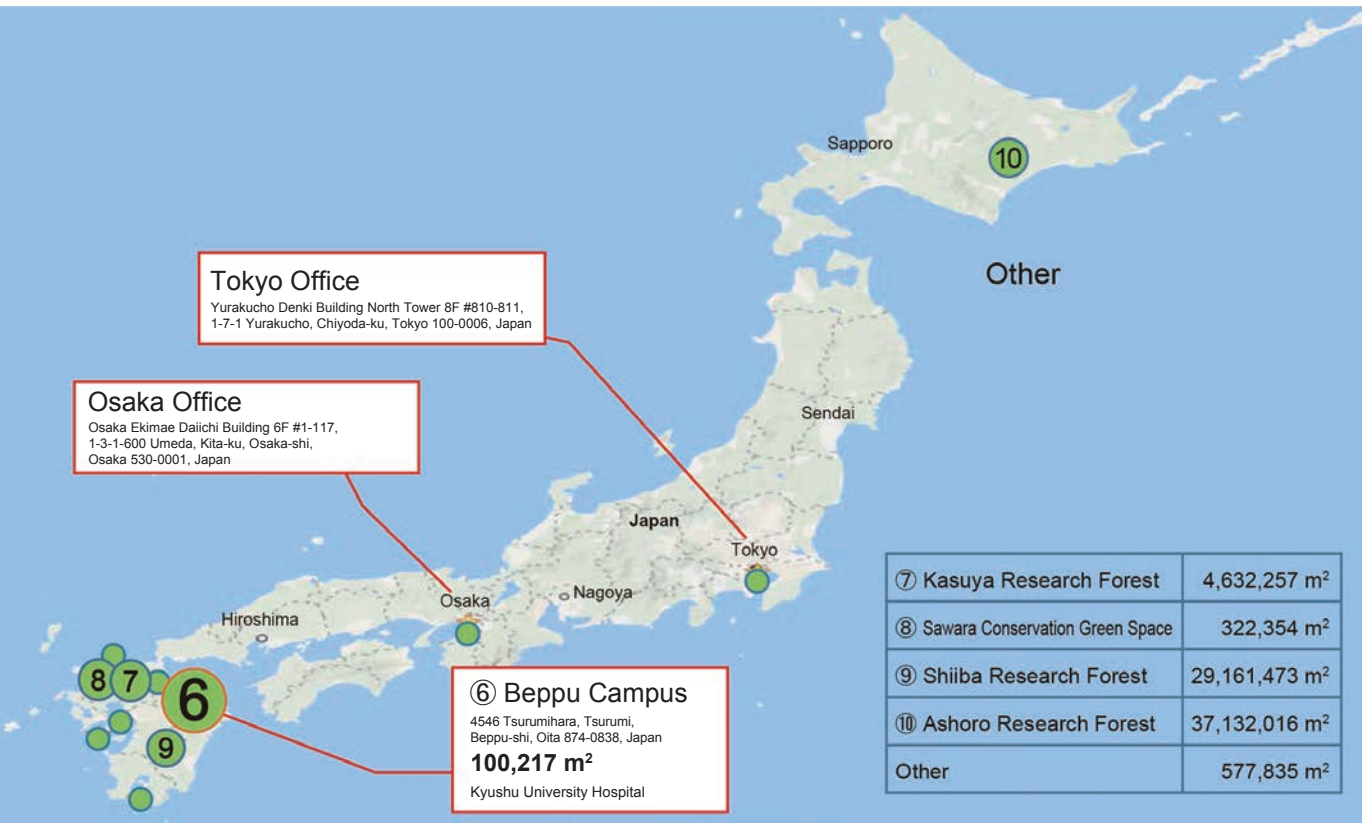 Sapporo
10
Other
Tokyo Office
Yurakucho Denki Building North Tower 8F #810-811,
1-7-1 Yurakucho, Chiyoda-ku, Tokyo 100-0006, Japan
Osaka Office
Osaka Ekimae Daiichi Building 6F #1-117,
1-3-1-600 Umeda, Kita-ku, Osaka-shi,
Osaka 530-0001, Japan
Sendai
Japan
Tokyo
Nagoya
Osaka
Hiroshima
8
7
6
9
⑥ Beppu Campus
4546 Tsurumihara, Tsurumi,
Beppu-shi, Oita 874-0838, Japan
100,217 m²
Kyushu University Hospital
⑦ Kasuya Research Forest 4,632,257 m²
⑧ Sawara Conservation Green Space 322,354 m²
⑨ Shiiba Research Forest 29,161,473 m²
⑩ Ashoro Research Forest 37,132,016 m²
Other 577,835 m²